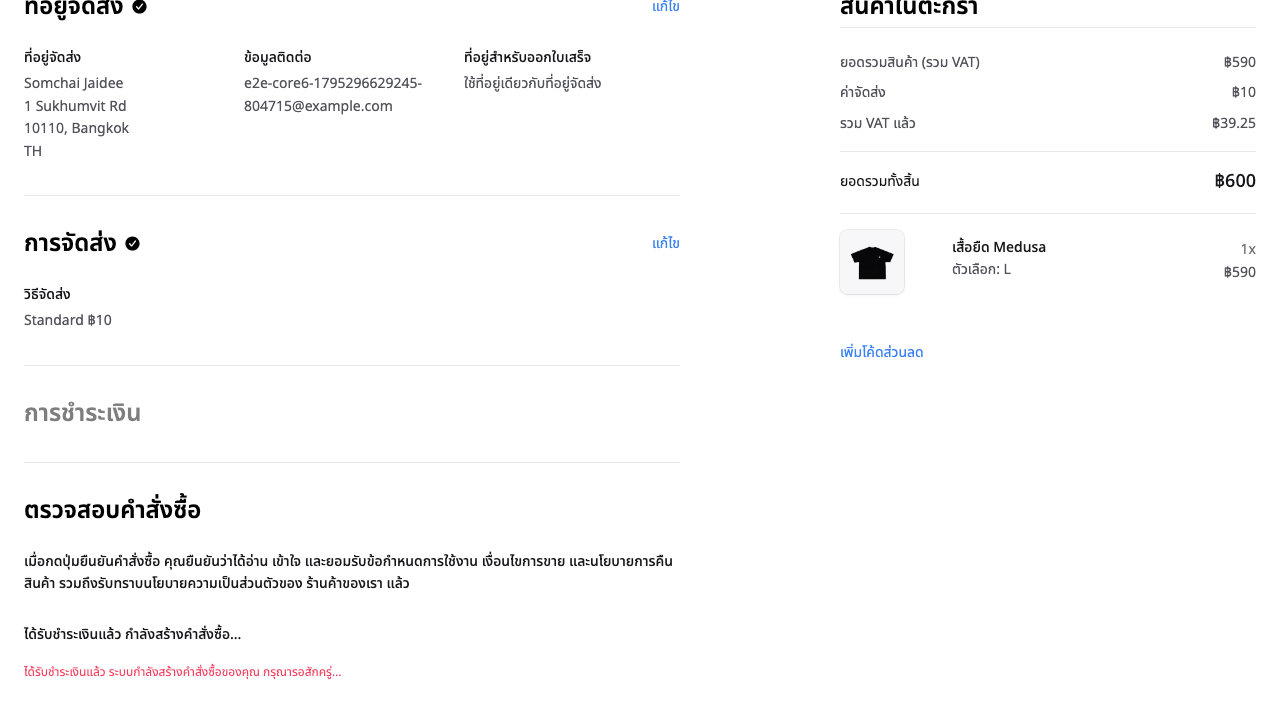 ที่อยู่จัดส่ง
แก้ไข
ที่อยู่จัดส่ง
Somchai Jaidee
1 Sukhumvit Rd
10110, Bangkok
TH
ข้อมูลติดต่อ
e2e-core6-1795296629245-
804715@example.com
ที่อยู่สำหรับออกใบเสร็จ
ใช้ที่อยู่เดียวกับที่อยู่จัดส่ง
การจัดส่ง
แก้ไข
วิธีจัดส่ง
Standard ฿10
การชำระเงิน
ตรวจสอบคำสั่งซื้อ
เมื่อกดปุ่มยืนยันคำสั่งซื้อ คุณยืนยันว่าได้อ่าน เข้าใจ และยอมรับข้อกำหนดการใช้งาน เงื่อนไขการขาย และนโยบายการคืน
สินค้า รวมถึงรับทราบนโยบายความเป็นส่วนตัวของ ร้านค้าของเรา แล้ว
ได้รับชำระเงินแล้ว กำลังสร้างคำสั่งซื้อ...
ได้รับชำระเงินแล้ว ระบบกำลังสร้างคำสั่งซื้อของคุณ กรุณารอสักครู่...
สินค้าในตะกร้า
ยอดรวมสินค้า (รวม VAT) ฿590
ค่าจัดส่ง ฿10
รวม VAT แล้ว ฿39.25
ยอดรวมทั้งสิ้น ฿600
เสื้อยืด Medusa 1x
ตัวเลือก: L ฿590
เพิ่มโค้ดส่วนลด